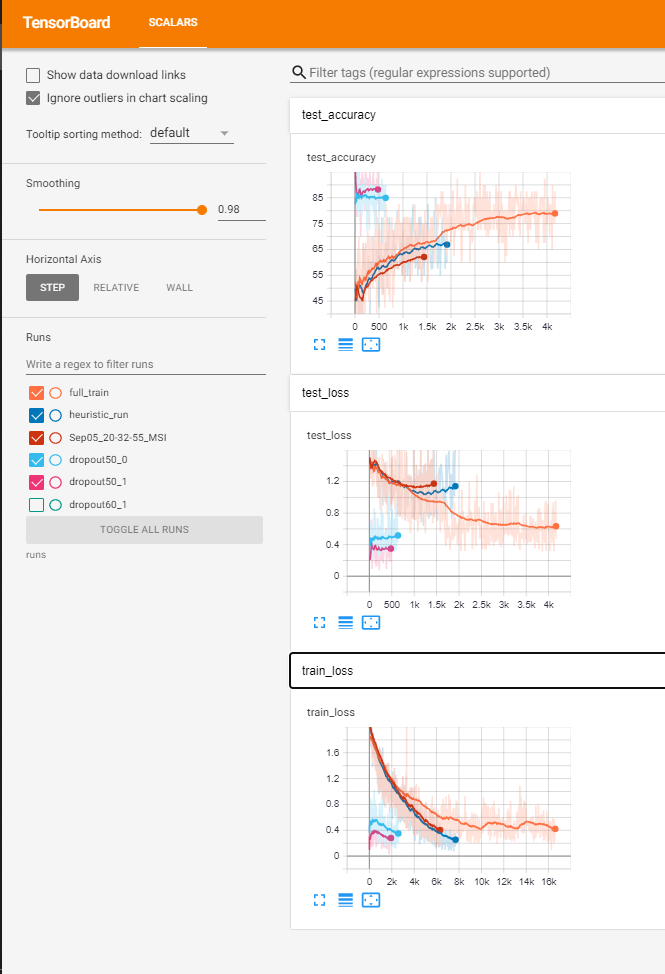 TensorBoard SCALARS
Show data download links
Ignore outliers in chart scaling
Tooltip sorting method: default
Smoothing
0.98
Horizontal Axis
STEP RELATIVE WALL
Runs
Write a regex to filter runs
full_train
heuristic_run
Sep05_20-32-55_MSI
dropout50_0
dropout50_1
dropout60_1
TOGGLE ALL RUNS
runs
Filter tags (regular expressions supported)
test_accuracy
test_accuracy
85
75
65
55
45
0 500 1k 1.5k 2k 2.5k 3k 3.5k 4k
test_loss
test_loss
1.2
0.8
0.4
0
0 500 1k 1.5k 2k 2.5k 3k 3.5k 4k
train_loss
train_loss
1.6
1.2
0.8
0.4
0
0 2k 4k 6k 8k 10k 12k 14k 16k